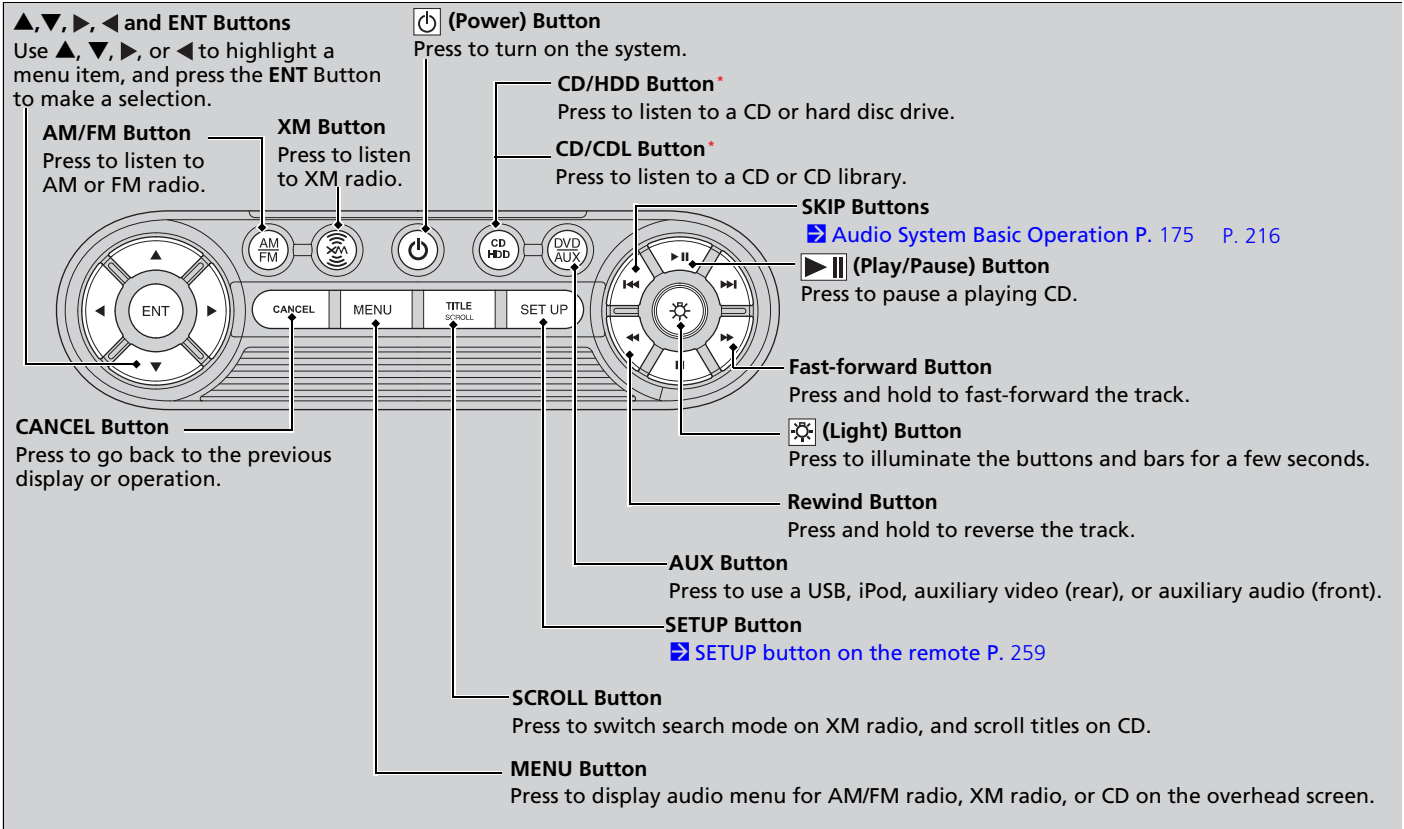 ▲,▼, ▶, ◀ and ENT Buttons
Use ▲, ▼, ▶, or ◀ to highlight a
menu item, and press the ENT Button
to make a selection.
(Power) Button
Press to turn on the system.
CD/HDD Button*
Press to listen to a CD or hard disc drive.
CD/CDL Button*
Press to listen to a CD or CD library.
AM/FM Button
Press to listen to
AM or FM radio.
XM Button
Press to listen
to XM radio.
SKIP Buttons
Audio System Basic Operation P. 175 P. 216
(Play/Pause) Button
Press to pause a playing CD.
AM
FM
XM
CD
HDD
DVD
AUX
ENT
CANCEL
MENU
TITLE
SCROLL
SET UP
Fast-forward Button
Press and hold to fast-forward the track.
(Light) Button
Press to illuminate the buttons and bars for a few seconds.
Rewind Button
Press and hold to reverse the track.
CANCEL Button
Press to go back to the previous
display or operation.
AUX Button
Press to use a USB, iPod, auxiliary video (rear), or auxiliary audio (front).
SETUP Button
SETUP button on the remote P. 259
SCROLL Button
Press to switch search mode on XM radio, and scroll titles on CD.
MENU Button
Press to display audio menu for AM/FM radio, XM radio, or CD on the overhead screen.